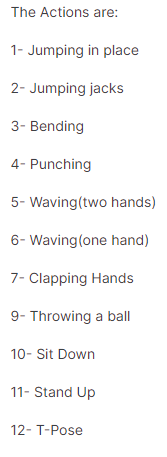 The Actions are:
1- Jumping in place
2- Jumping jacks
3- Bending
4- Punching
5- Waving(two hands)
6- Waving(one hand)
7- Clapping Hands
9- Throwing a ball
10- Sit Down
11- Stand Up
12- T-Pose